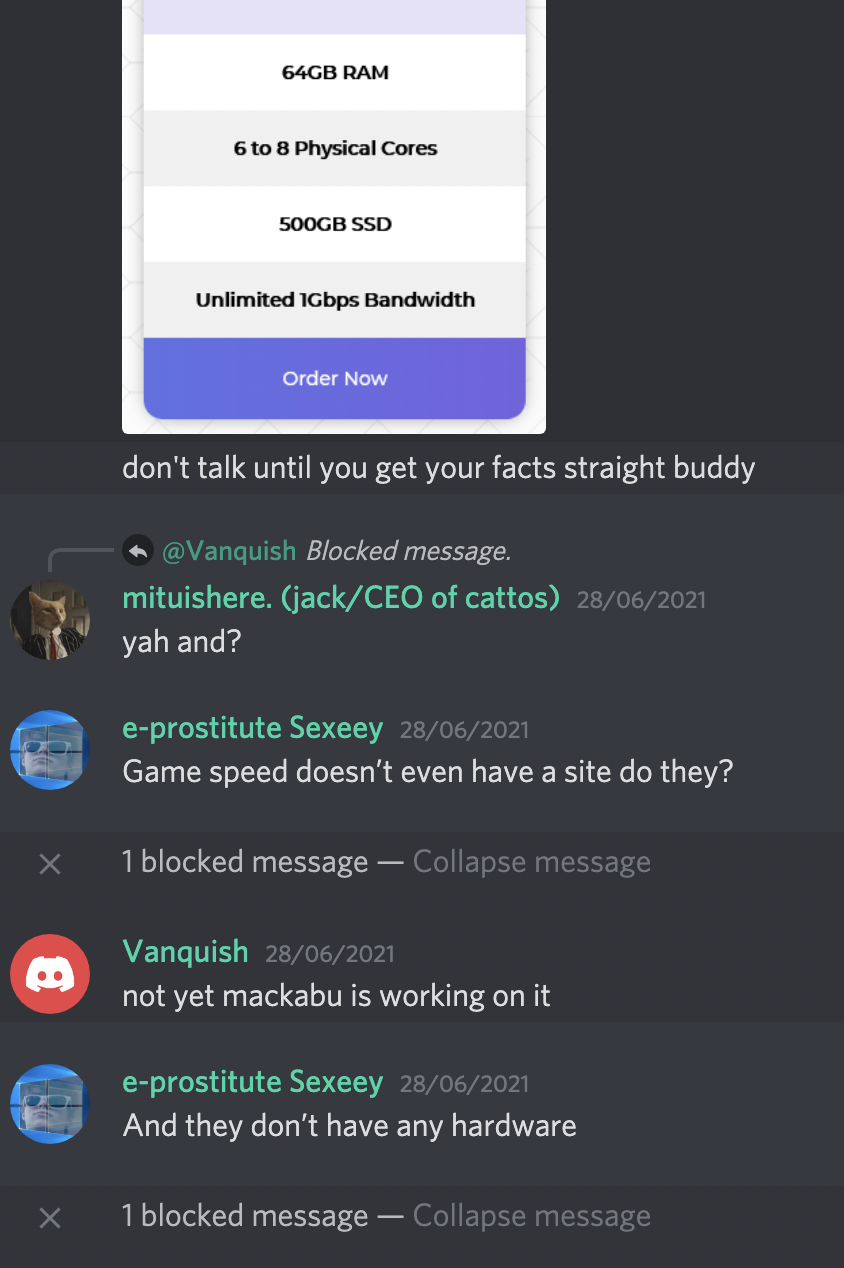 64GB RAM
6 to 8 Physical Cores
500GB SSD
Unlimited 1Gbps Bandwidth
Order Now
don't talk until you get your facts straight buddy
@Vanquish Blocked message.
mituishere. (jack/CEO of cattos) 28/06/2021
yah and?
e-prostitute Sexeey 28/06/2021
Game speed doesn’t even have a site do they?
1 blocked message — Collapse message
Vanquish 28/06/2021
not yet mackabu is working on it
e-prostitute Sexeey 28/06/2021
And they don’t have any hardware
1 blocked message — Collapse message